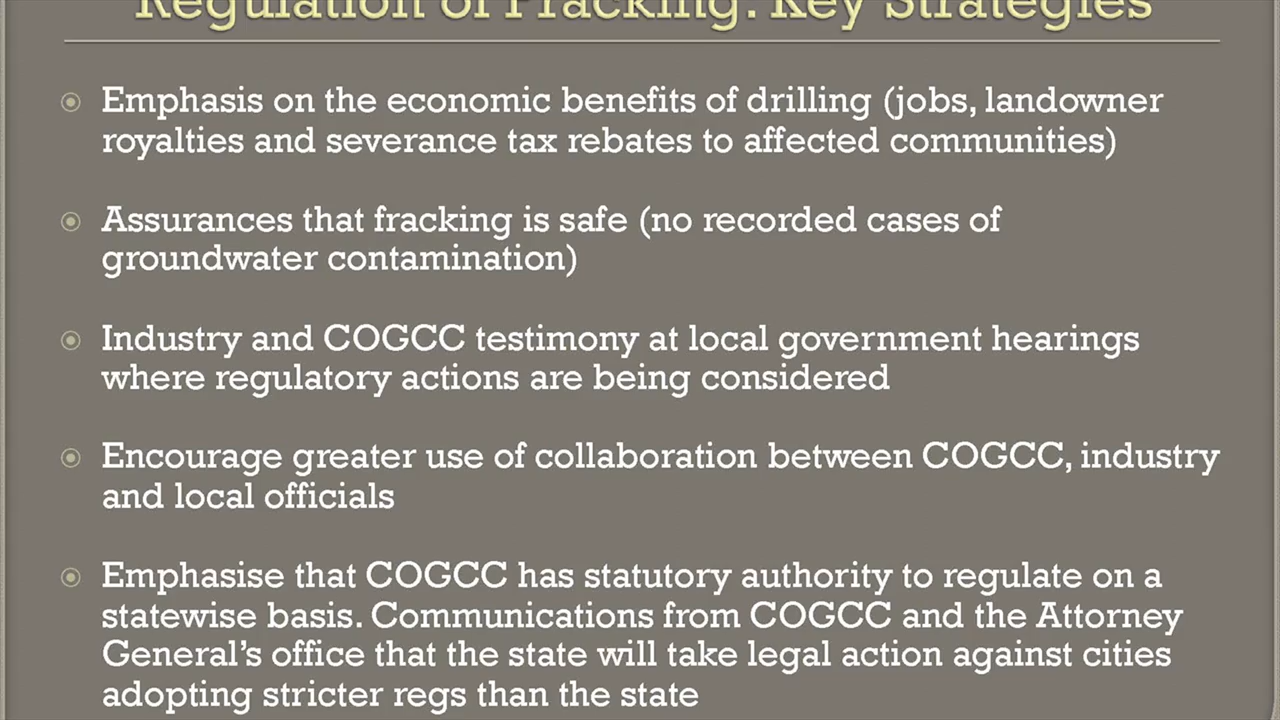 Regulation of Fracking: Key Strategies
Emphasis on the economic benefits of drilling (jobs, landowner
royalties and severance tax rebates to affected communities)
Assurances that fracking is safe (no recorded cases of
groundwater contamination)
Industry and COGCC testimony at local government hearings
where regulatory actions are being considered
Encourage greater use of collaboration between COGCC, industry
and local officials
Emphasise that COGCC has statutory authority to regulate on a
statewise basis. Communications from COGCC and the Attorney
General's office that the state will take legal action against cities
adopting stricter regs than the state